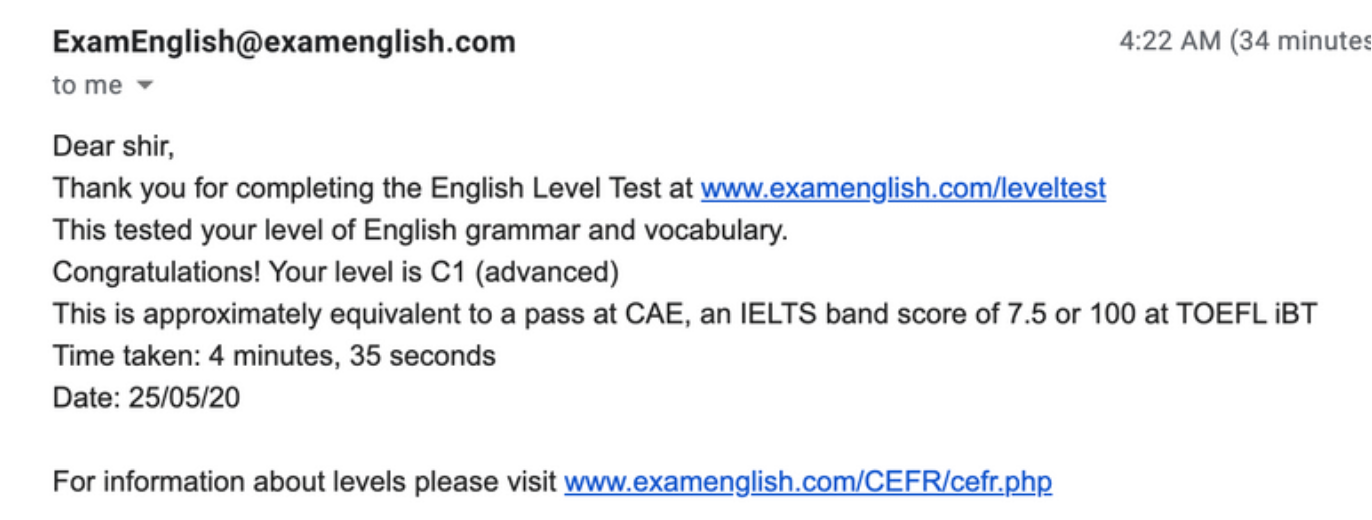 ExamEnglish@examenglish.com
4:22 AM (34 minutes
to me
Dear shir,
Thank you for completing the English Level Test at www.examenglish.com/leveltest
This tested your level of English grammar and vocabulary.
Congratulations! Your level is C1 (advanced)
This is approximately equivalent to a pass at CAE, an IELTS band score of 7.5 or 100 at TOEFL iBT
Time taken: 4 minutes, 35 seconds
Date: 25/05/20
For information about levels please visit www.examenglish.com/CEFR/cefr.php